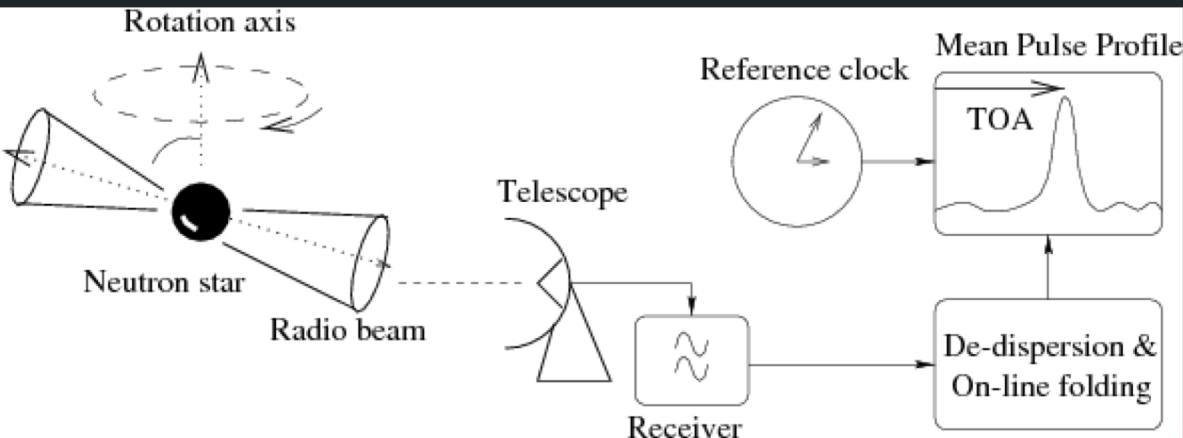 Rotation axis
Mean Pulse Profile
Reference clock
TOA
Telescope
Neutron star
Radio beam
De-dispersion &
On-line folding
Receiver